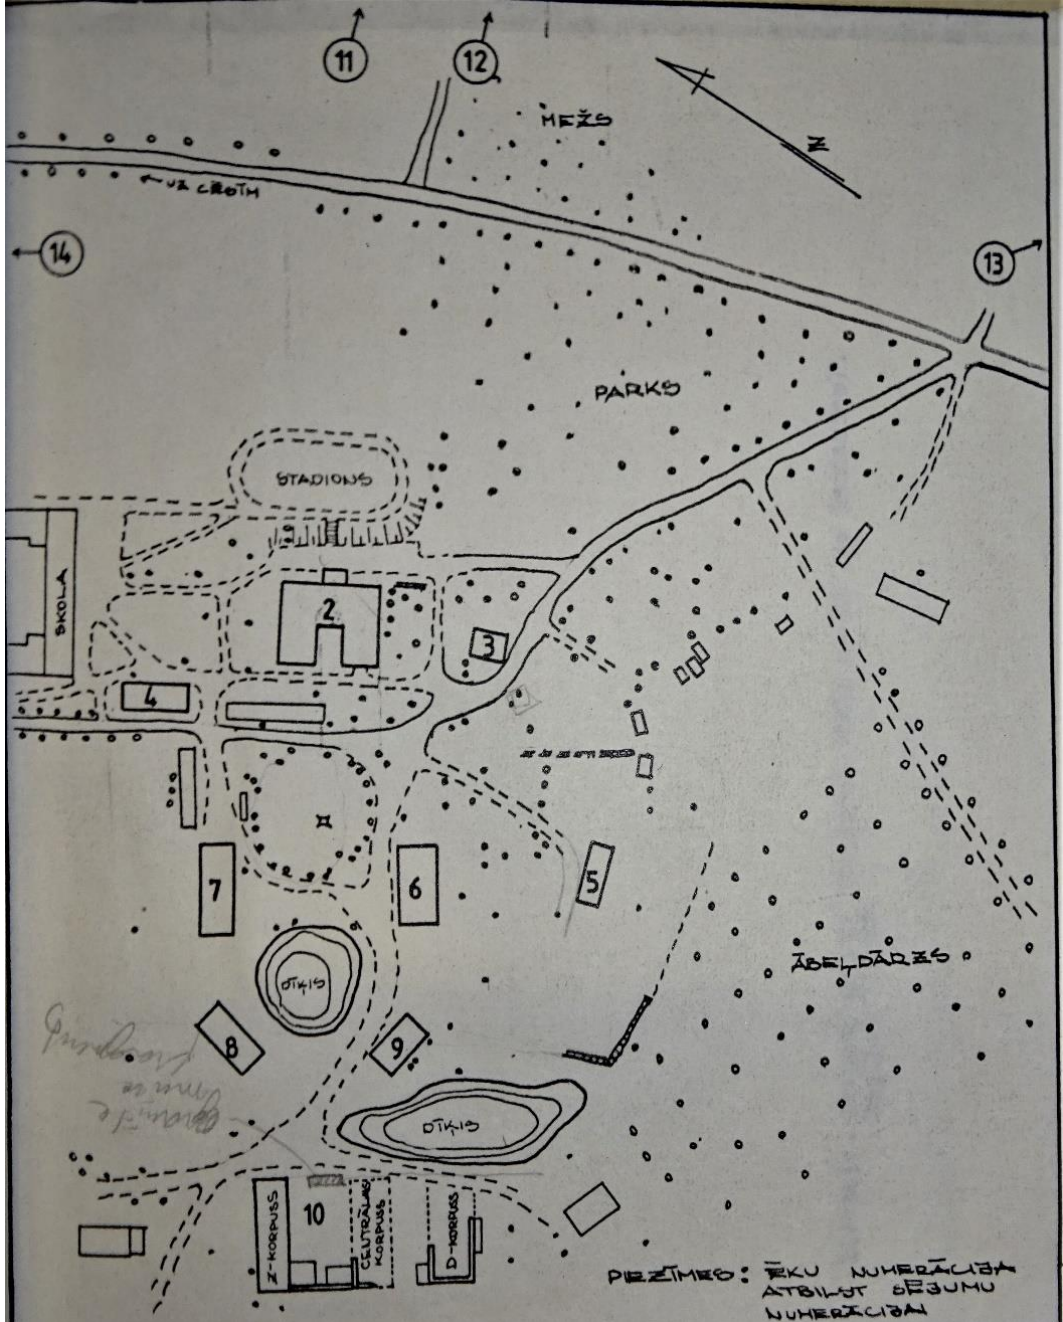 11
12
MEŽS
Z
← UZ CĒSĪM
14
13
PARKS
STADIONS
SKOLA
2
3
4
7
6
5
DĪĶIS
ĀBEĻDĀRZS
8
9
DĪĶIS
Z-KORPUSS
10
CENTRĀLAIS KORPUSS
D-KORPUSS
PIEZĪMES: ĒKU NUMERĀCIJA
ATBILST SĒJUMU
NUMERĀCIJAI